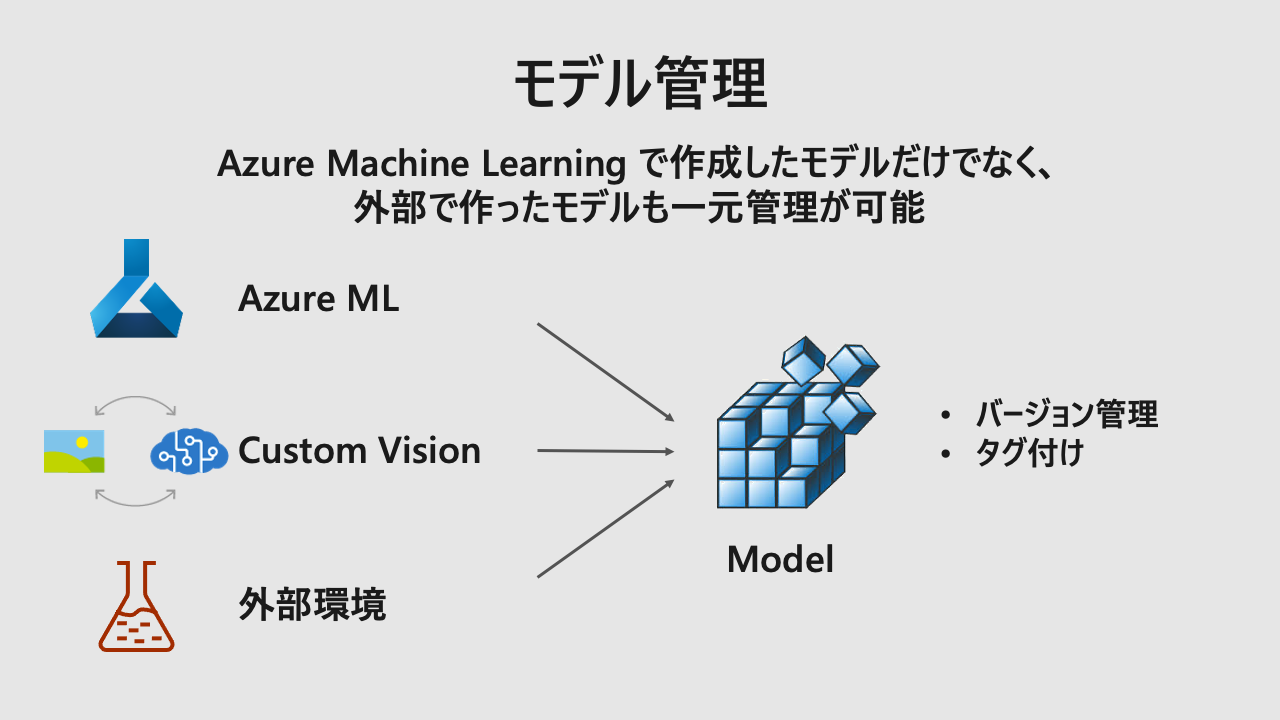 モデル管理
Azure Machine Learning で作成したモデルだけでなく、
外部で作ったモデルも一元管理が可能
Azure ML
Custom Vision
外部環境
Model
• バージョン管理
• タグ付け